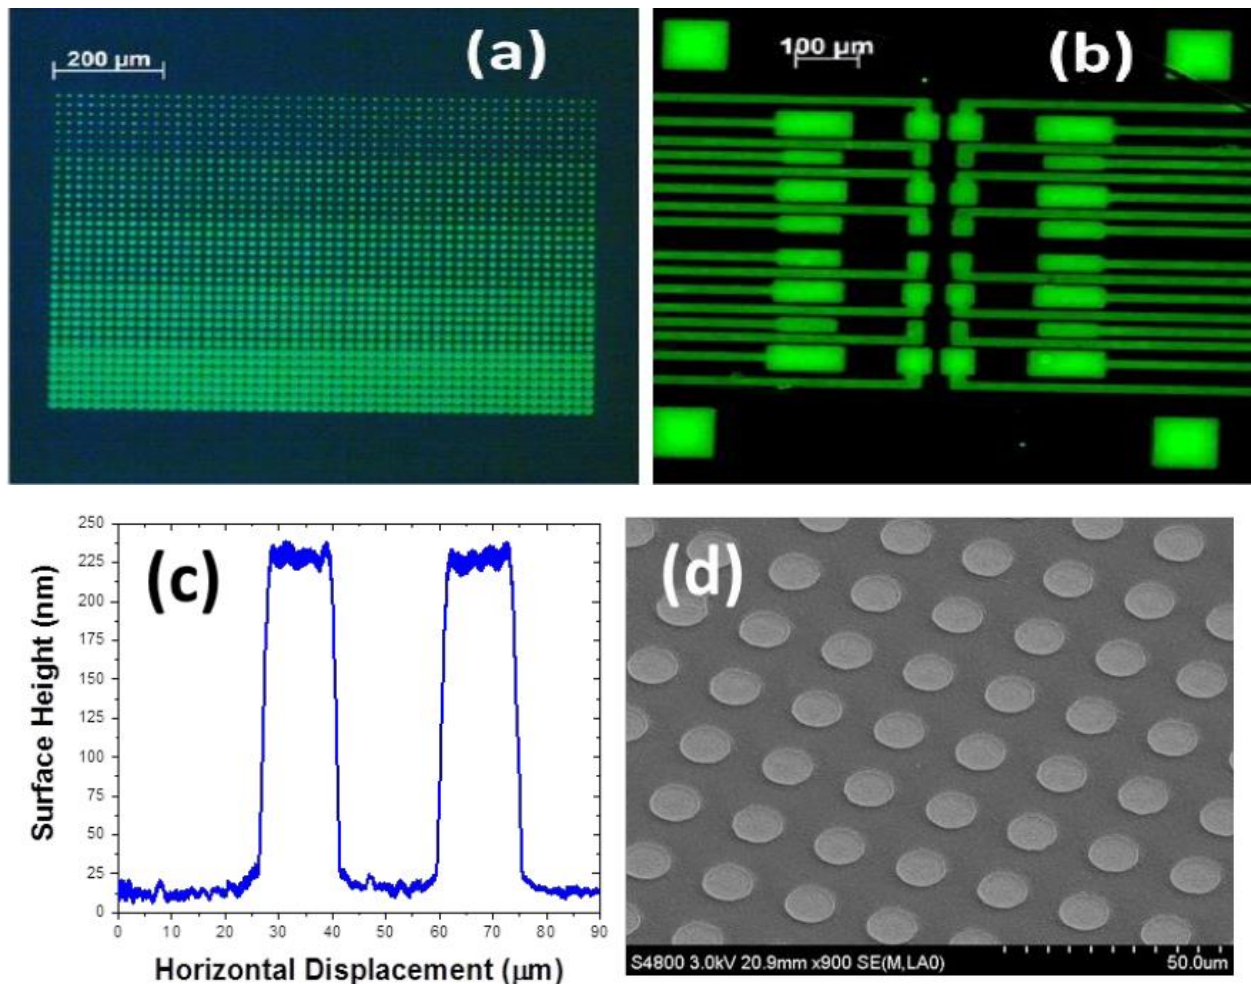 200 µm
(a)
100 µm
(b)
250
225
200
175
150
125
100
75
50
25
0
Surface Height (nm)
(c)
0 10 20 30 40 50 60 70 80 90
Horizontal Displacement (µm)
(d)
S4800 3.0kV 20.9mm x900 SE(M,LA0) 50.0um